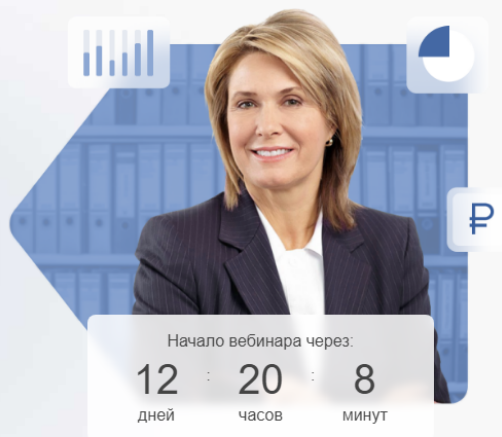 ₽
Начало вебинара через:
12 : 20 : 8
дней часов минут